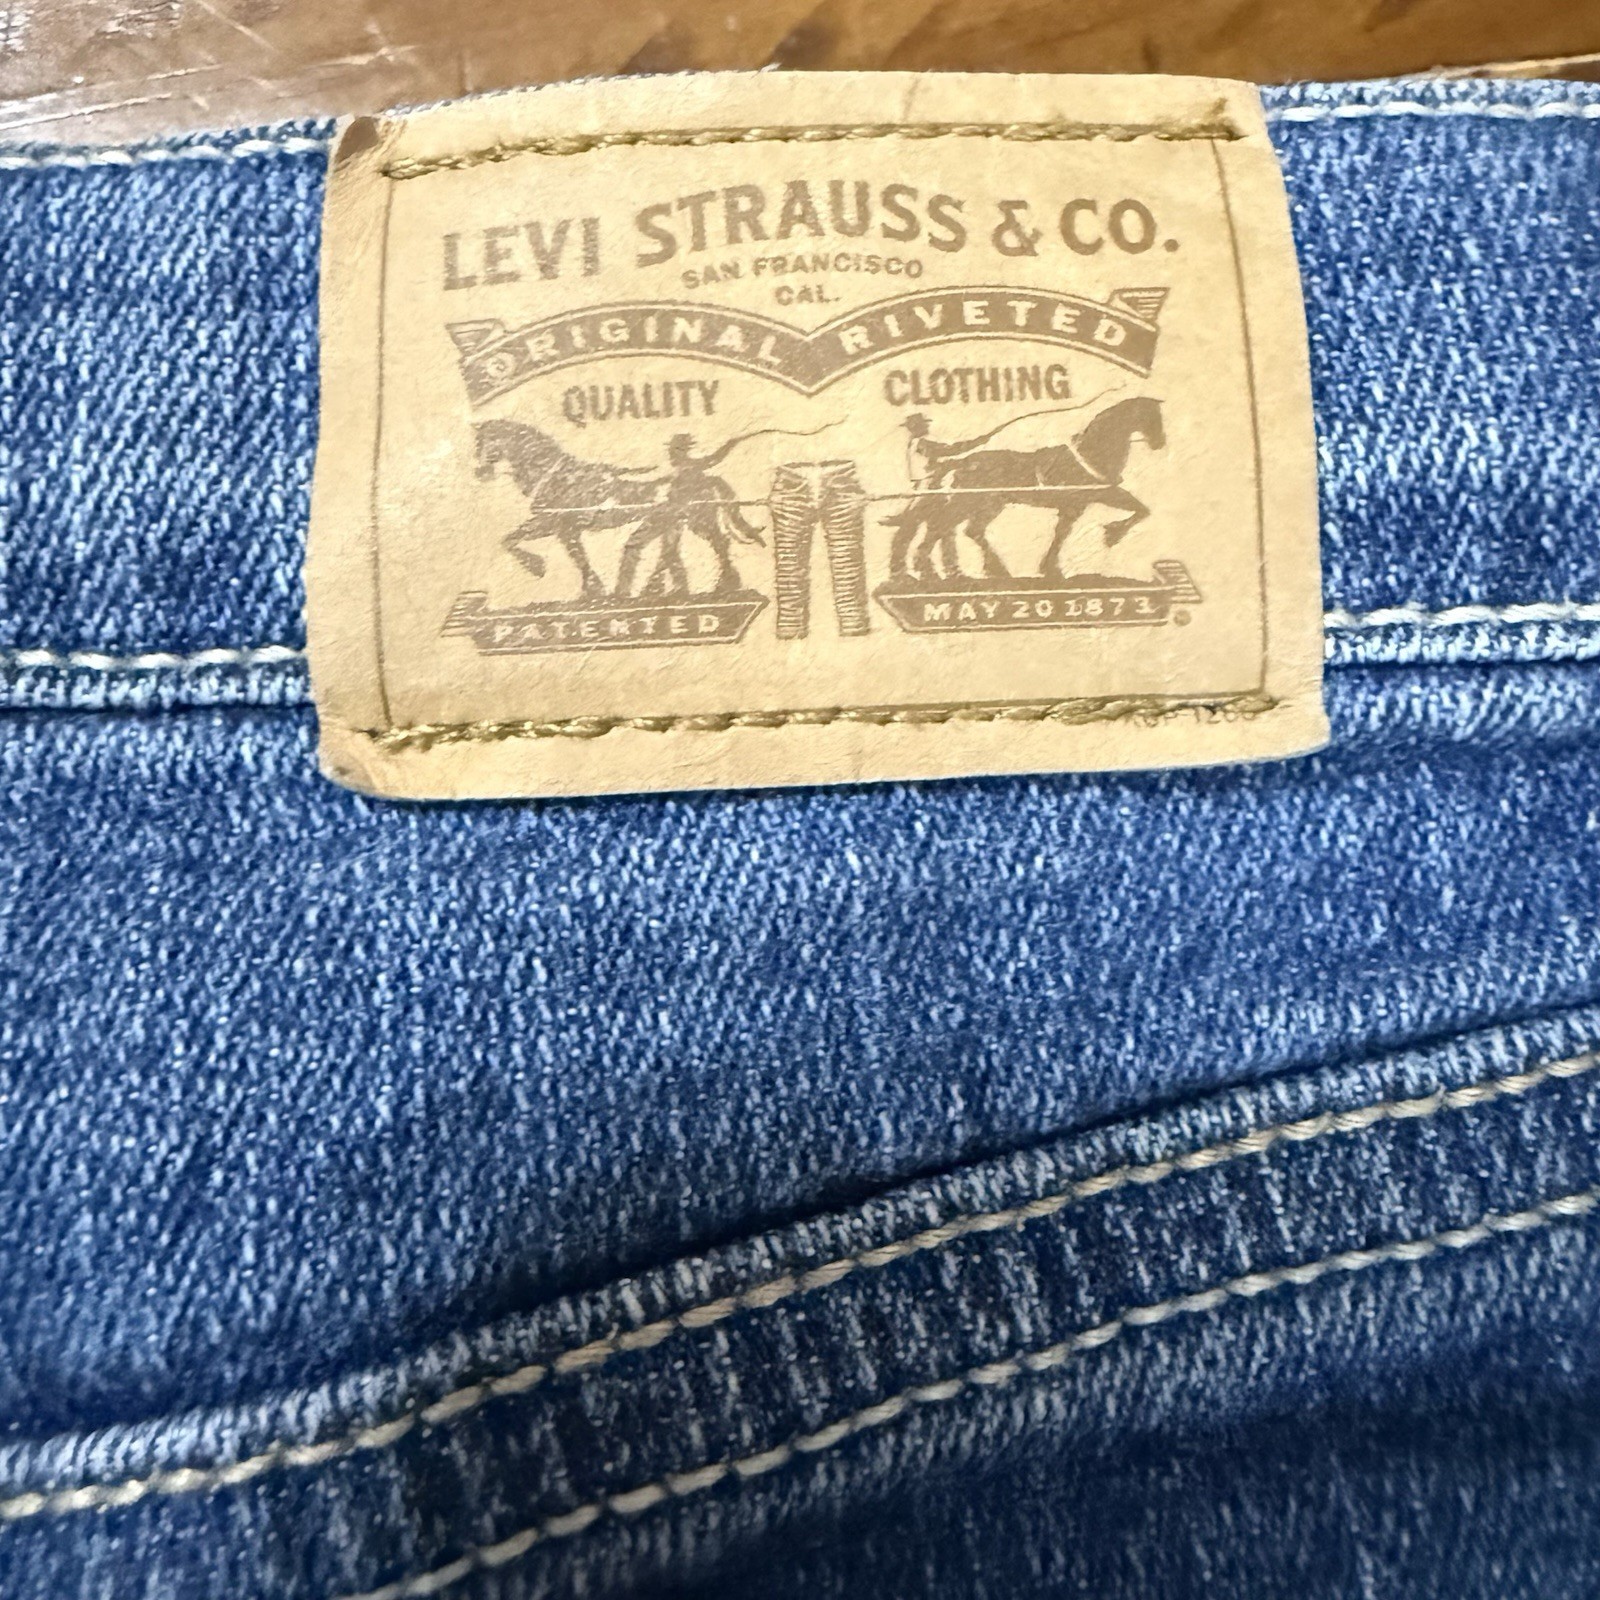 LEVI STRAUSS & CO.
SAN FRANCISCO
CAL.
ORIGINAL RIVETED
QUALITY CLOTHING
PATENTED MAY 20 1873